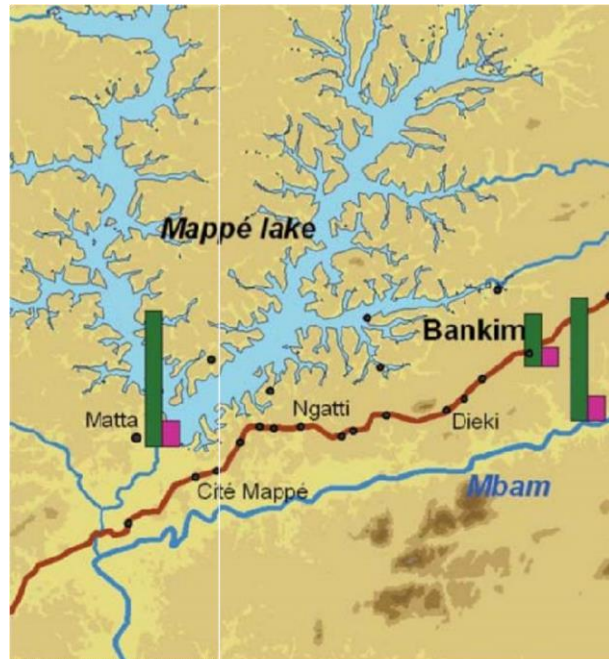 Mappé lake
Bankim
Matta
Ngatti
Dieki
Cité Mappé
Mbam